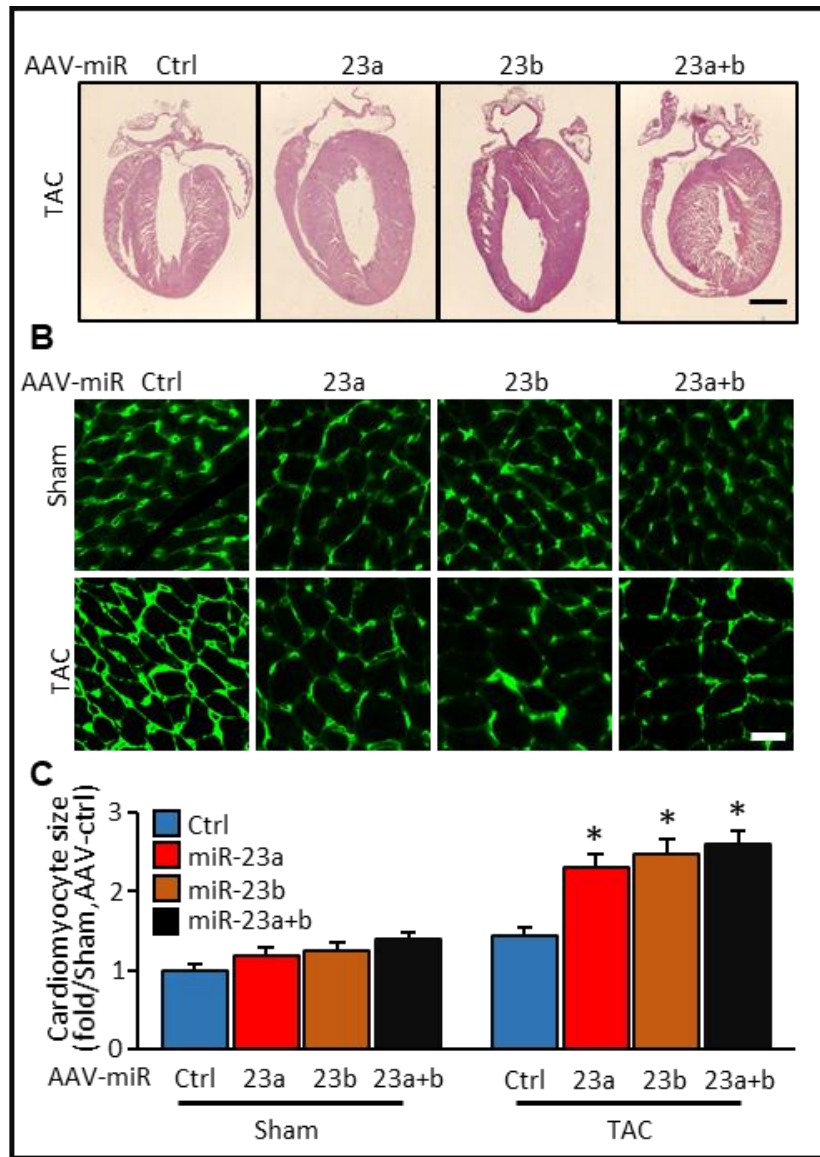 AAV-miR Ctrl 23a 23b 23a+b
TAC
B
AAV-miR Ctrl 23a 23b 23a+b
Sham
TAC
C
Cardiomyocyte size
(fold/Sham,AAV-ctrl)
3
2
1
0
Ctrl
miR-23a
miR-23b
miR-23a+b
* * *
AAV-miR Ctrl 23a 23b 23a+b Ctrl 23a 23b 23a+b
Sham TAC